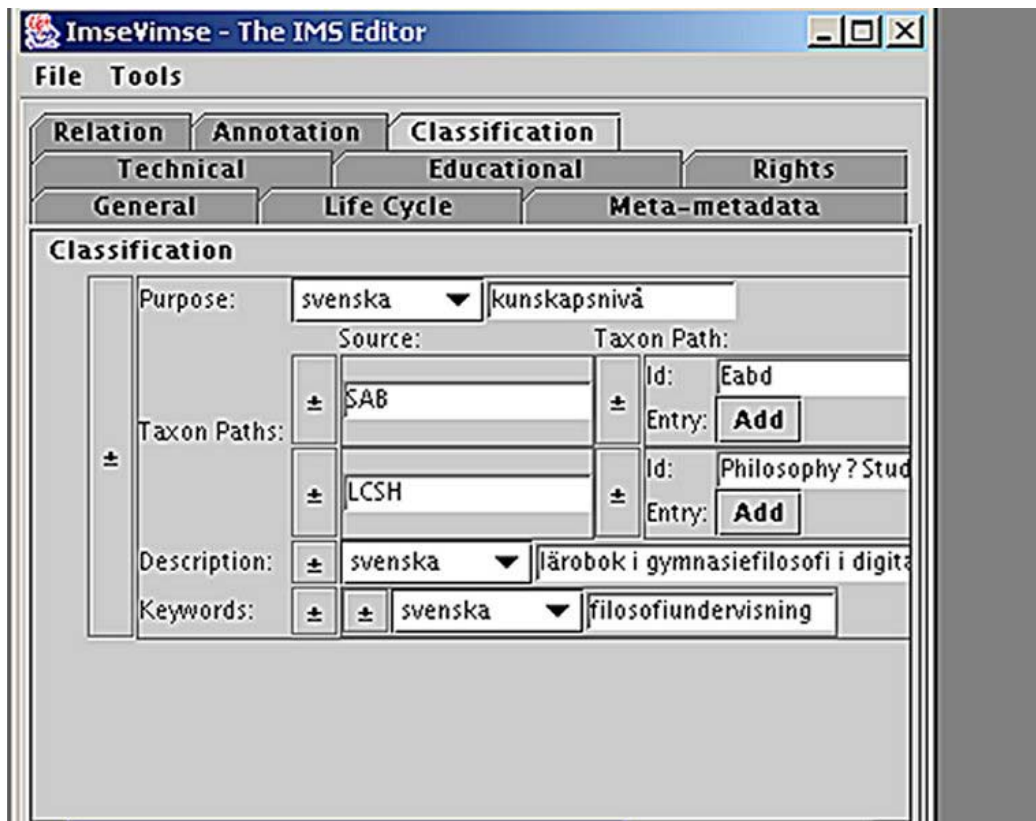 ImseVimse - The IMS Editor
File Tools
Relation Annotation Classification
Technical Educational Rights
General Life Cycle Meta-metadata
Classification
Purpose: svenska kunskapsnivå
Source: Taxon Path:
Taxon Paths:
± ± SAB ± Id: Eabd
Entry: Add
± LCSH ± Id: Philosophy ? Stud
Entry: Add
Description: ± svenska lärobok i gymnasiefilosofi i digita
Keywords: ± ± svenska filosofiundervisning